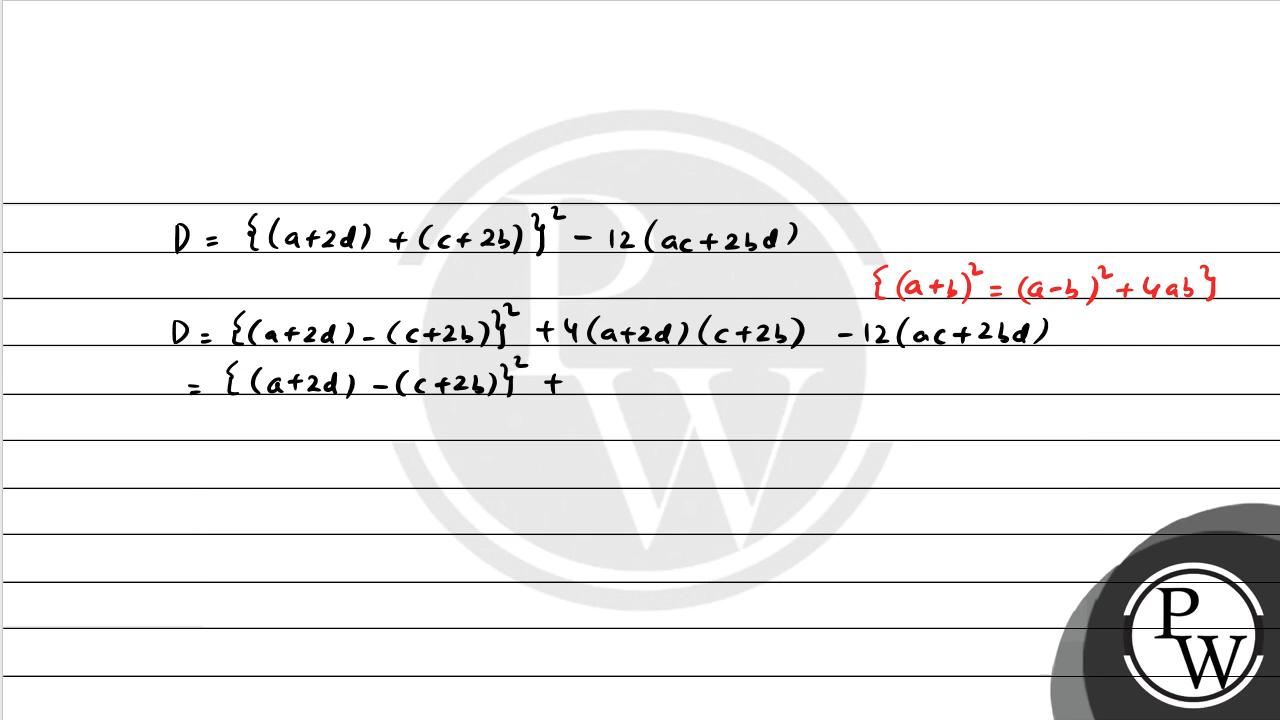 D = {(a+2d) + (c+2b)}² - 12(ac+2bd)
{(a+b)² = (a-b)² + 4ab}
D = {(a+2d) - (c+2b)}² + 4(a+2d)(c+2b) - 12(ac+2bd)
= {(a+2d) - (c+2b)}² +
P
W
P
W